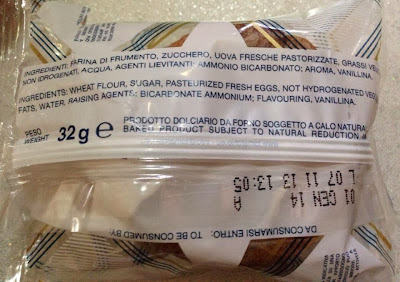 INGREDIENTI: FARINA DI FRUMENTO, ZUCCHERO, UOVA FRESCHE PASTORIZZATE, GRASSI VE
NON IDROGENATI, ACQUA, AGENTI LIEVITANTI: AMMONIO BICARBONATO; AROMA, VANILLINA.
INGREDIENTS: WHEAT FLOUR, SUGAR, PASTEURIZED FRESH EGGS, NOT HYDROGENATED VEG
FATS, WATER, RAISING AGENTS: BICARBONATE AMMONIUM; FLAVOURING, VANILLINA.
PESO
WEIGHT 32 g e
PRODOTTO DOLCIARIO DA FORNO SOGGETTO A CALO NATURA
BAKED PRODUCT SUBJECT TO NATURAL REDUCTION
DA CONSUMARSI ENTRO:
TO BE CONSUMED BY:
01 GEN 14 A
L 07 11 13 13:05